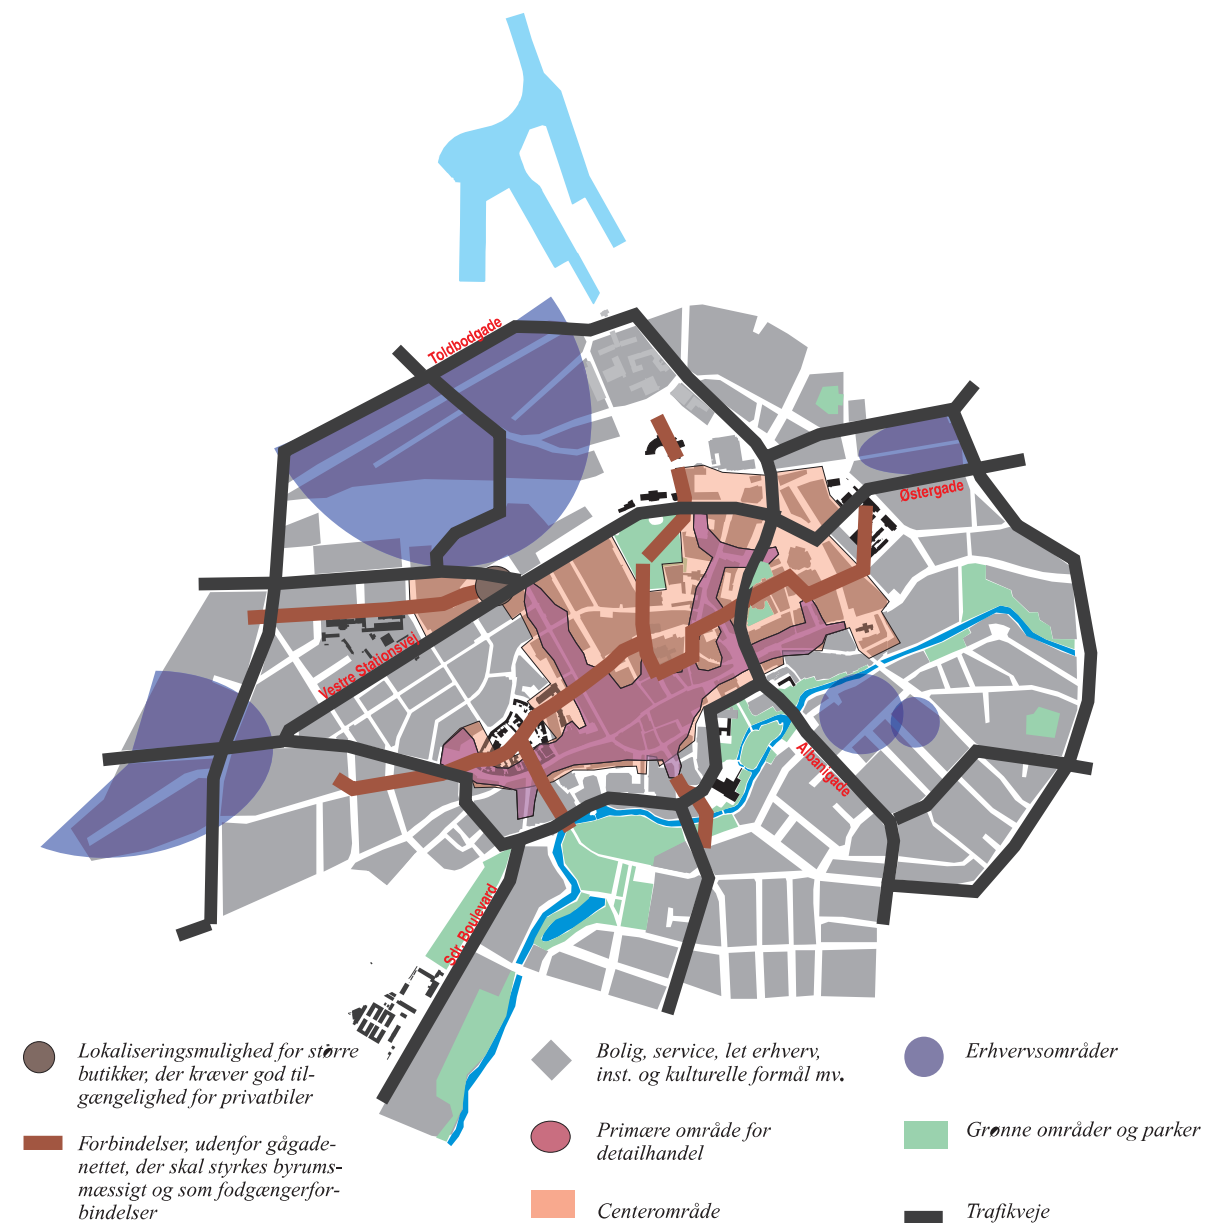 Toldbodgade
Østergade
Vestre Stationsvej
Albanigade
Sdr. Boulevard
Lokaliseringsmulighed for større
butikker, der kræver god til-
gængelighed for privatbiler
Forbindelser, udenfor gågade-
nettet, der skal styrkes byrums-
mæssigt og som fodgængerfor-
bindelser
Bolig, service, let erhverv,
inst. og kulturelle formål mv.
Primære område for
detailhandel
Centerområde
Erhvervsområder
Grønne områder og parker
Trafikveje